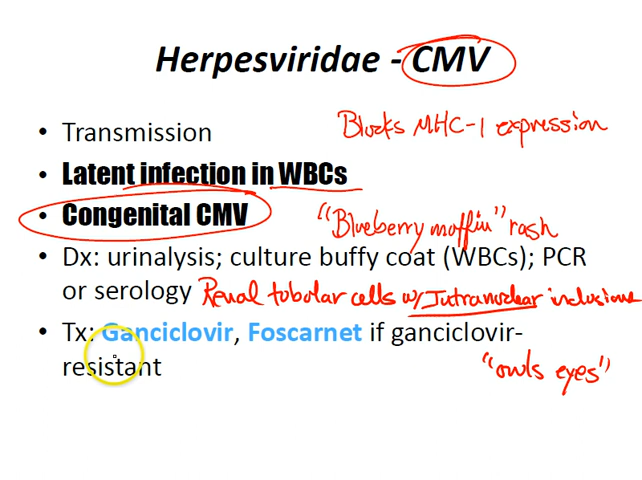 Herpesviridae - CMV
Blocks MHC-1 expression
• Transmission
• Latent infection in WBCs
• Congenital CMV
"Blueberry muffin" rash
• Dx: urinalysis; culture buffy coat (WBCs); PCR
or serology
Renal tobular cells w/ Intranuclear inclusions
• Tx: Ganciclovir, Foscarnet if ganciclovir-
resistant
"owls eyes"